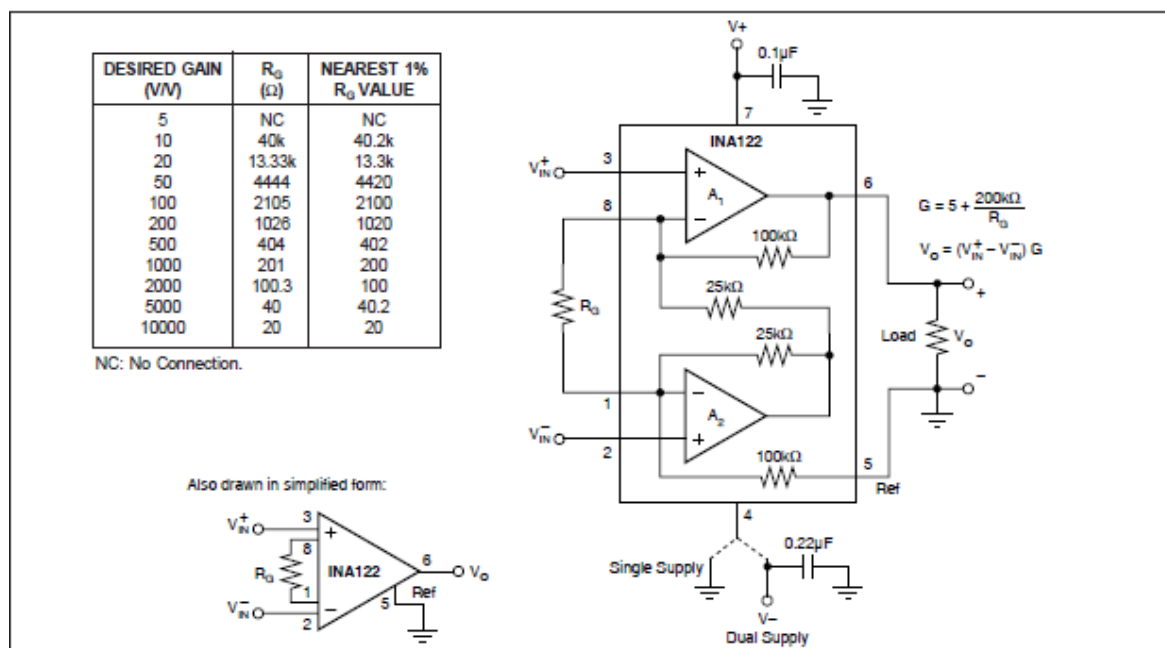 DESIRED GAIN (V/V) R_G (Ω) NEAREST 1% R_G VALUE
5 NC NC
10 40k 40.2k
20 13.33k 13.3k
50 4444 4420
100 2105 2100
200 1026 1020
500 404 402
1000 201 200
2000 100.3 100
5000 40 40.2
10000 20 20
NC: No Connection.
V+
0.1µF
7
INA122
V_IN^+
3
+
A_1
–
8
6
100kΩ
25kΩ
R_G
25kΩ
1
–
A_2
+
V_IN^–
2
100kΩ
5
Ref
G = 5 + 200kΩ / R_G
V_O = (V_IN^+ – V_IN^–) G
+
Load
V_O
–
4
Single Supply
0.22µF
V–
Dual Supply
Also drawn in simplified form:
V_IN^+
3
+
8
R_G
INA122
6
V_O
1
–
5
Ref
V_IN^–
2